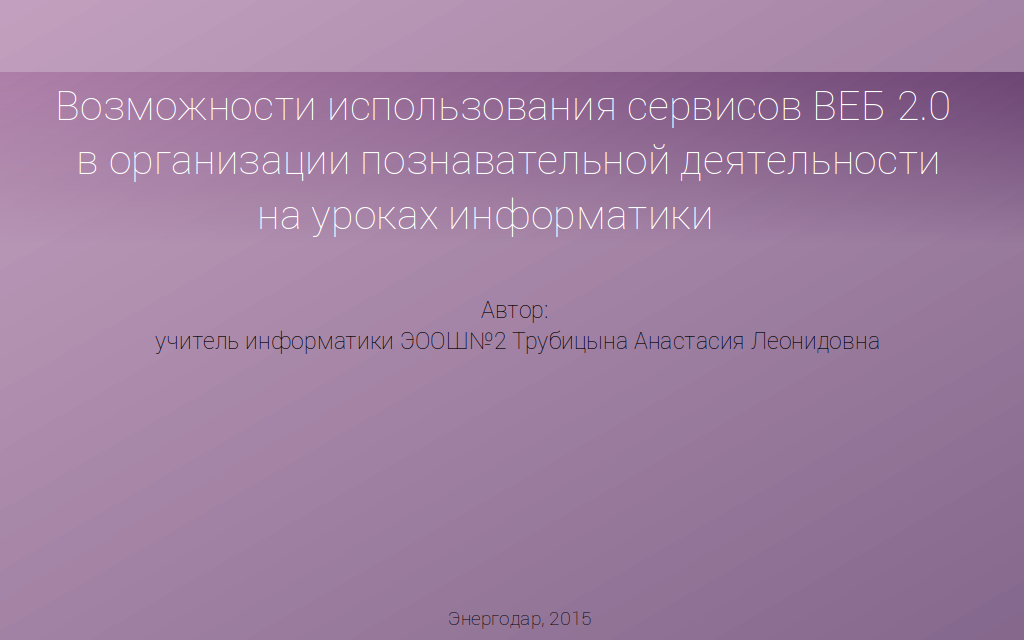 Возможности использования сервисов ВЕБ 2.0
в организации познавательной деятельности
на уроках информатики
Автор:
учитель информатики ЭООШ№2 Трубицына Анастасия Леонидовна
Энергодар, 2015